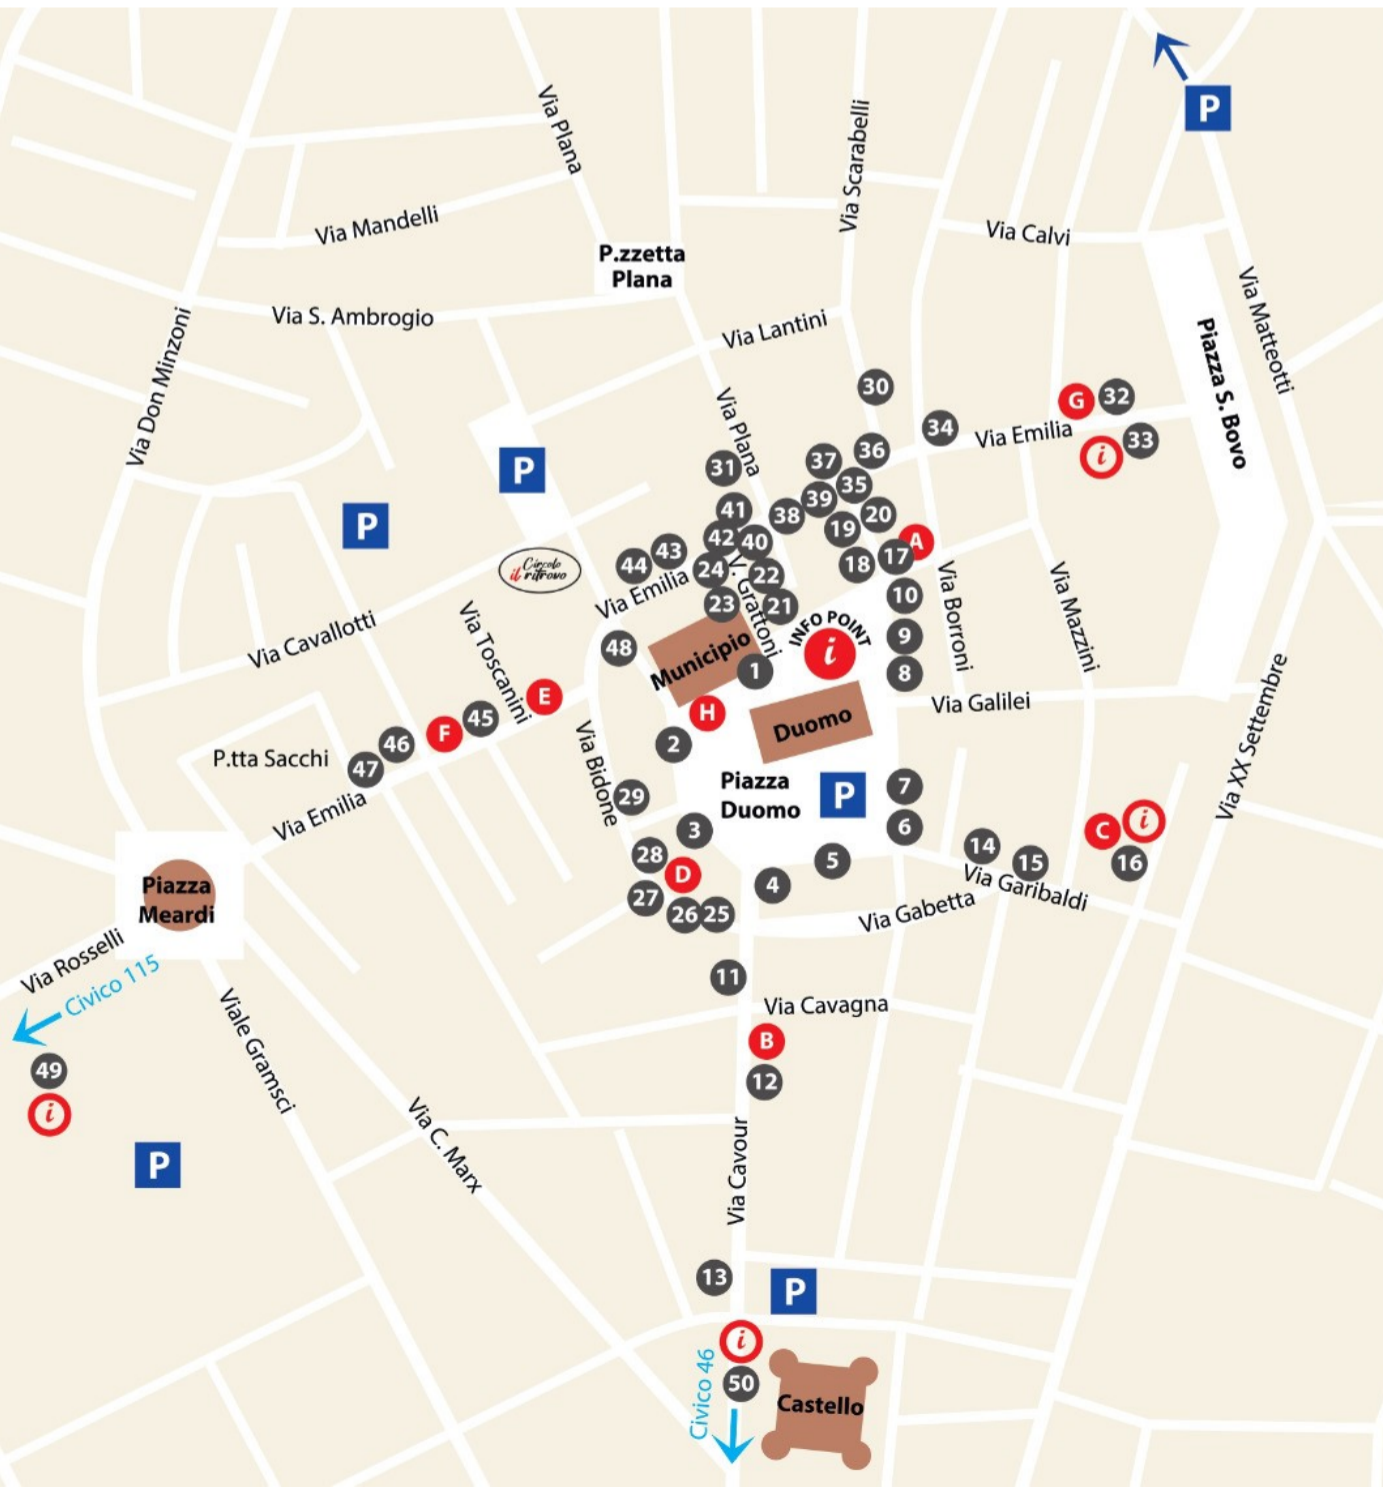 P
Via Plana
Via Scarabelli
Via Mandelli
Via Calvi
P.zzetta
Plana
Via Matteotti
Via S. Ambrogio
Via Don Minzoni
Via Lantini
Piazza S. Bovo
30
G
32
Via Plana
34
Via Emilia
33
i
31
37
36
P
35
39
41
38
20
P
19
42
40
A
43
17
44
18
24
22
Circolo
il ritrovo
Via Emilia
V. Grattoni
23
21
10
Via Borroni
Via Mazzini
INFO POINT
i
9
Via Cavallotti
Via Toscanini
48
Municipio
1
8
E
H
Via Galilei
45
F
46
2
Duomo
Via XX Settembre
P.tta Sacchi
47
Via Bidone
29
Piazza
Duomo
P
7
Via Emilia
3
6
C
i
28
14
15
16
D
5
4
Via Garibaldi
27
26
25
Via Gabetta
Piazza
Meardi
Via Rosselli
Civico 115
11
Via Cavagna
Viale Gramsci
B
49
12
i
Via C. Marx
P
Via Cavour
13
P
i
Civico 46
50
Castello